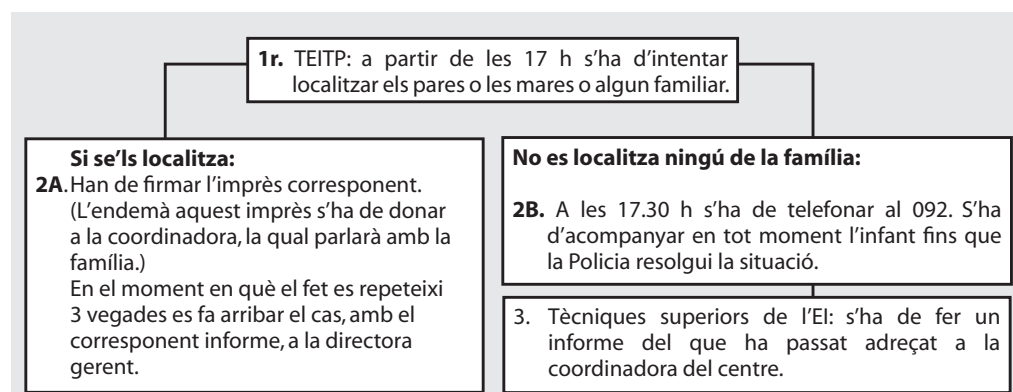 1r. TEITP: a partir de les 17 h s’ha d’intentar
localitzar els pares o les mares o algun familiar.
Si se’ls localitza:
2A.Han de firmar l’imprès corresponent.
(L’endemà aquest imprès s’ha de donar
a la coordinadora, la qual parlarà amb la
família.)
En el moment en què el fet es repeteixi
3 vegades es fa arribar el cas, amb el
corresponent informe, a la directora
gerent.
No es localitza ningú de la família:
2B. A les 17.30 h s’ha de telefonar al 092. S’ha
d’acompanyar en tot moment l’infant fins que
la Policia resolgui la situació.
3. Tècniques superiors de l’EI: s’ha de fer un
informe del que ha passat adreçat a la
coordinadora del centre.